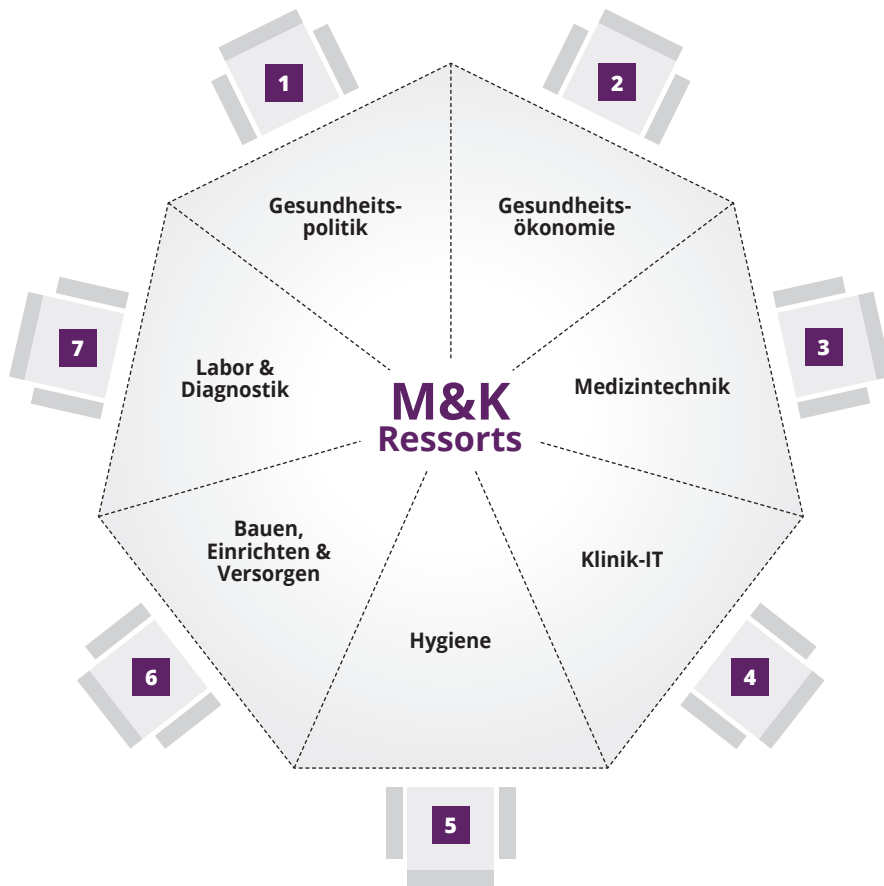 1
2
Gesundheits-
politik
Gesundheits-
ökonomie
7
3
Labor &
Diagnostik
Medizintechnik
M&K
Ressorts
Bauen,
Einrichten &
Versorgen
Klinik-IT
Hygiene
6
4
5